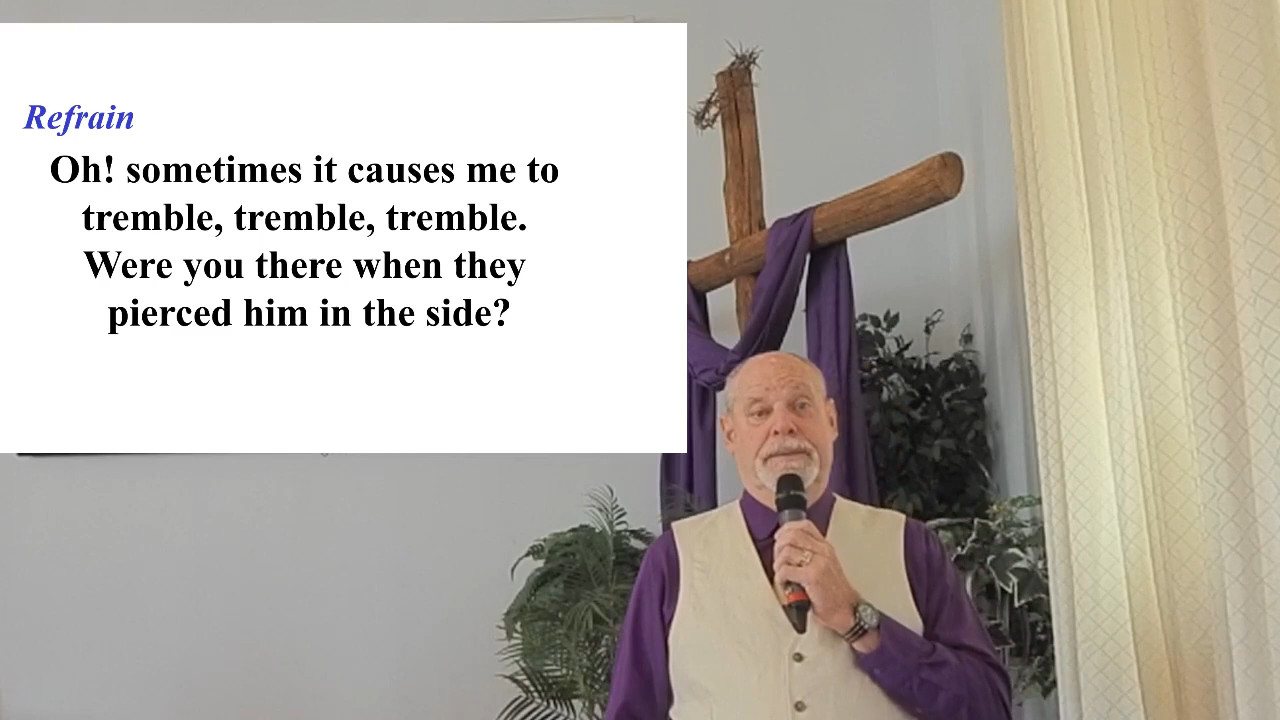 Refrain
Oh! sometimes it causes me to
tremble, tremble, tremble.
Were you there when they
pierced him in the side?